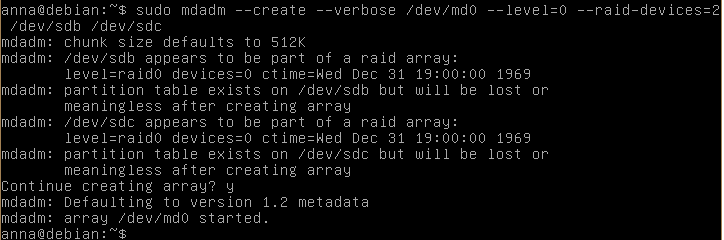 anna@debian:~$ sudo mdadm --create --verbose /dev/md0 --level=0 --raid-devices=2
/dev/sdb /dev/sdc
mdadm: chunk size defaults to 512K
mdadm: /dev/sdb appears to be part of a raid array:
level=raid0 devices=0 ctime=Wed Dec 31 19:00:00 1969
mdadm: partition table exists on /dev/sdb but will be lost or
meaningless after creating array
mdadm: /dev/sdc appears to be part of a raid array:
level=raid0 devices=0 ctime=Wed Dec 31 19:00:00 1969
mdadm: partition table exists on /dev/sdc but will be lost or
meaningless after creating array
Continue creating array? y
mdadm: Defaulting to version 1.2 metadata
mdadm: array /dev/md0 started.
anna@debian:~$